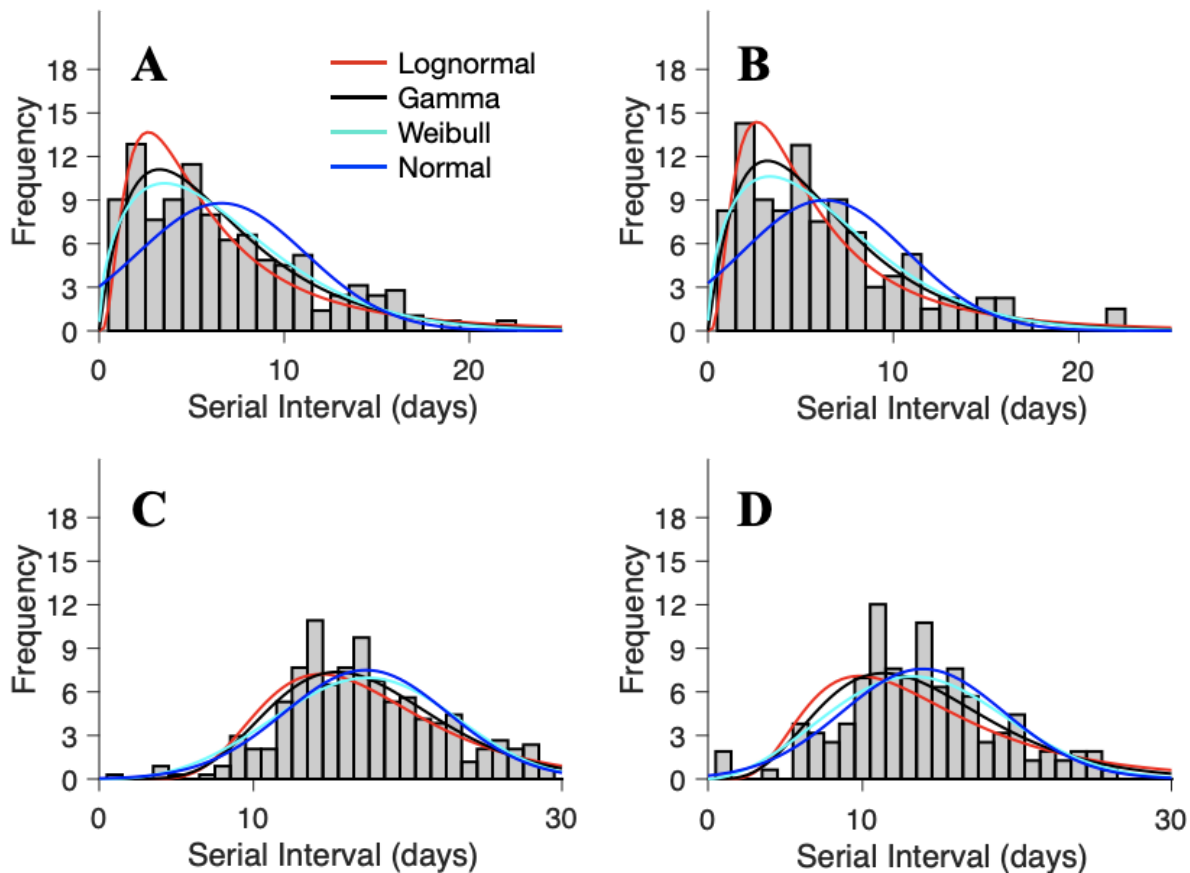 A
Lognormal
Gamma
Weibull
Normal
Frequency
18
15
12
9
6
3
0
0
10
20
Serial Interval (days)
B
Frequency
18
15
12
9
6
3
0
0
10
20
Serial Interval (days)
C
Frequency
18
15
12
9
6
3
0
0
10
30
Serial Interval (days)
D
Frequency
18
15
12
9
6
3
0
0
10
30
Serial Interval (days)